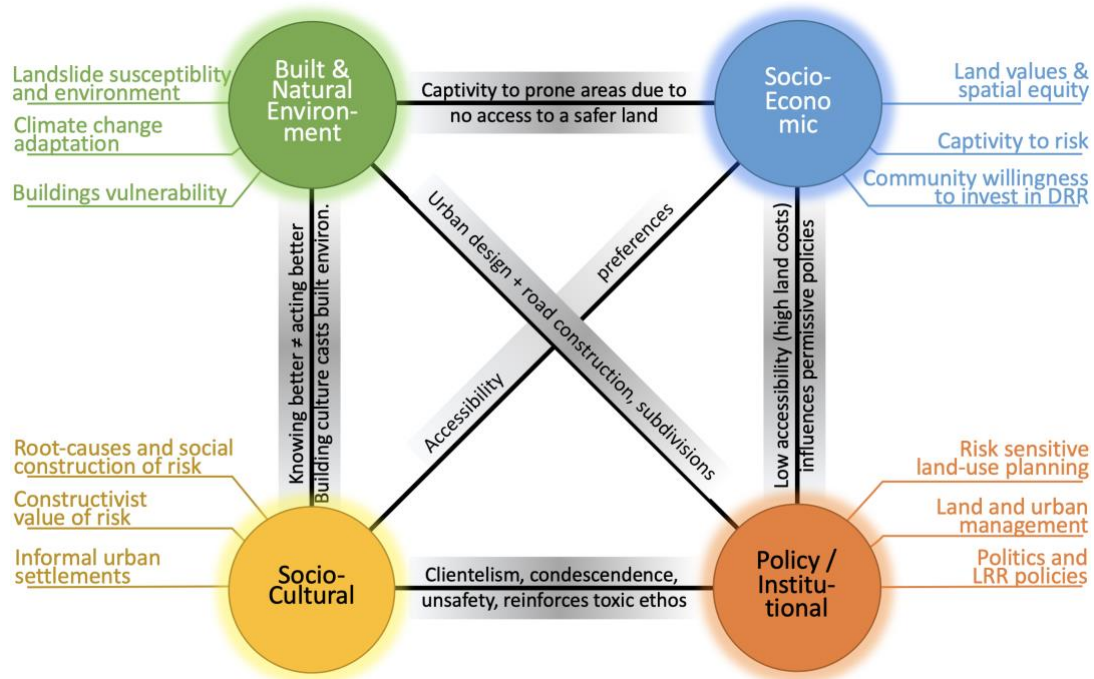 Landslide susceptiblity
and environment
Climate change
adaptation
Buildings vulnerability
Built &
Natural
Environ-
ment
Captivity to prone areas due to
no access to a safer land
Socio-
Econo
mic
Land values &
spatial equity
Captivity to risk
Community willingness
to invest in DRR
Knowing better ≠ acting better
Building culture casts built environ.
Urban design + road construction, subdivisions
Accessibility preferences
Low accessibility (high land costs)
influences permissive policies
Root-causes and social
construction of risk
Constructivist
value of risk
Informal urban
settlements
Socio-
Cultural
Clientelism, condescendence,
unsafety, reinforces toxic ethos
Policy /
Institu-
tional
Risk sensitive
land-use planning
Land and urban
management
Politics and
LRR policies